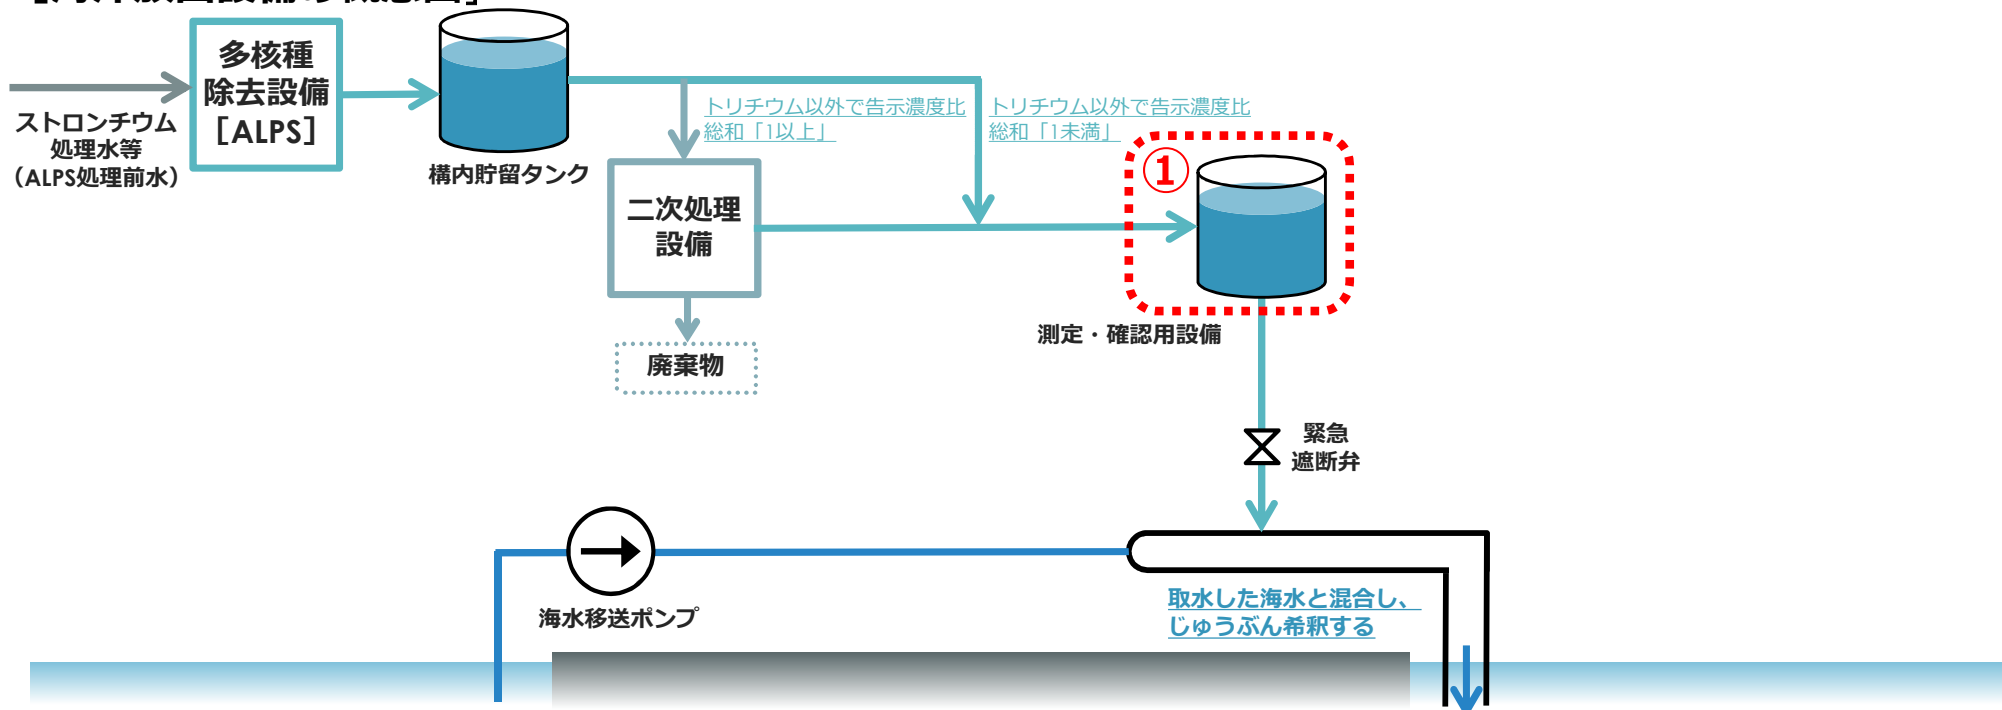 多核種
除去設備
[ALPS]
ストロンチウム
処理水等
（ALPS処理前水）
構内貯留タンク
トリチウム以外で告示濃度比
総和「1以上」
トリチウム以外で告示濃度比
総和「1未満」
①
二次処理
設備
測定・確認用設備
廃棄物
緊急
遮断弁
海水移送ポンプ
取水した海水と混合し、
じゅうぶん希釈する